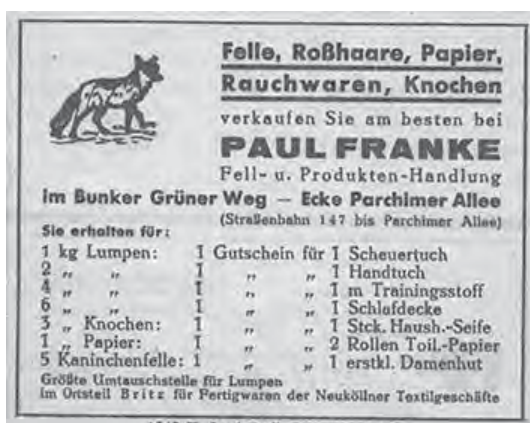 Felle, Roßhaare, Papier,
Rauchwaren, Knochen
verkaufen Sie am besten bei
PAUL FRANKE
Fell- u. Produkten-Handlung
im Bunker Grüner Weg — Ecke Parchimer Allee
(Straßenbahn 147 bis Parchimer Allee)
Sie erhalten für:
1 kg Lumpen: 1 Gutschein für 1 Scheuertuch
2 „ „ 1 „ „ 1 Handtuch
4 „ „ 1 „ „ 1 m Trainingsstoff
6 „ „ 1 „ „ 1 Schlafdecke
3 „ Knochen: 1 „ „ 1 Stck. Haush.-Seife
1 „ Papier: 1 „ „ 2 Rollen Toil.-Papier
5 Kaninchenfelle: 1 „ „ 1 erstkl. Damenhut
Größte Umtauschstelle für Lumpen
im Ortsteil Britz für Fertigwaren der Neuköllner Textilgeschäfte